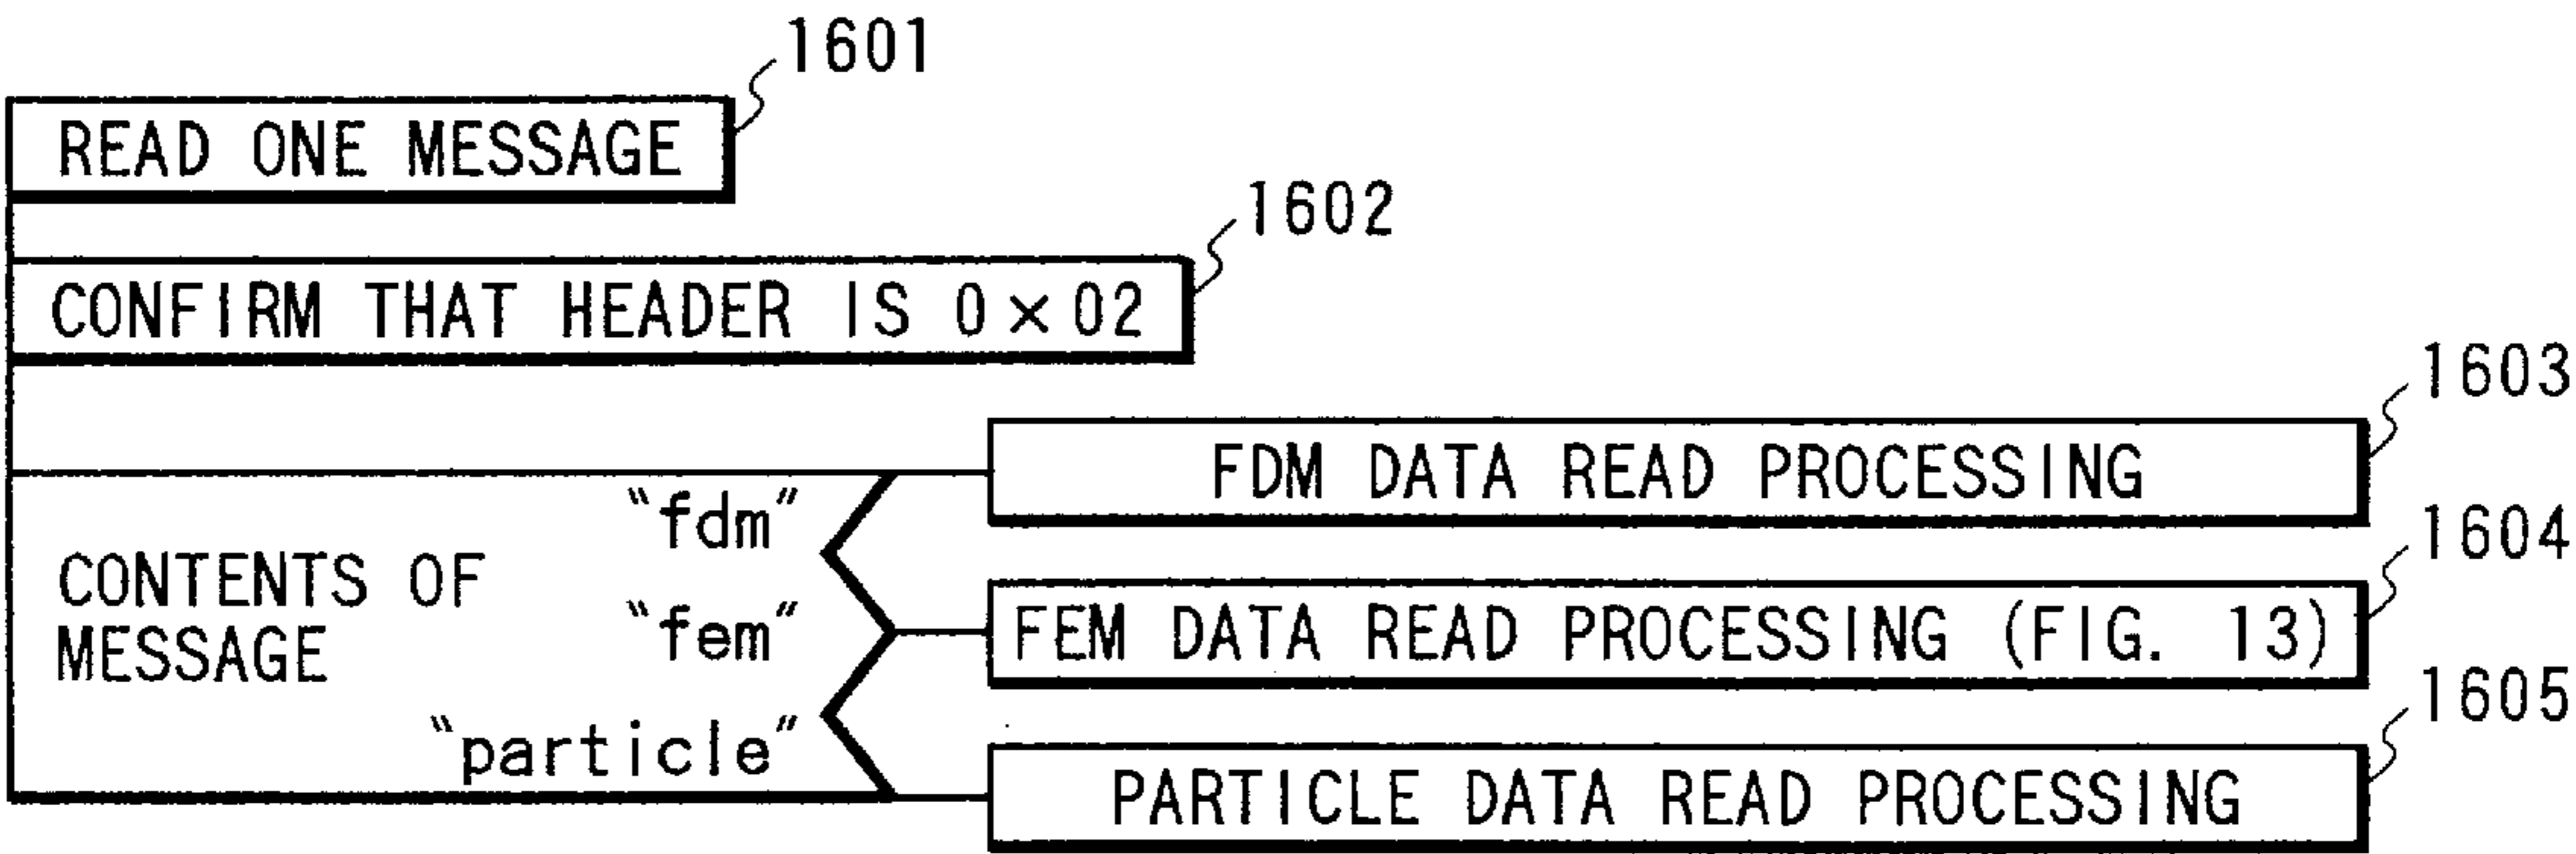 1601
READ ONE MESSAGE
1602
CONFIRM THAT HEADER IS 0×02
1603
FDM DATA READ PROCESSING
"fdm"
1604
CONTENTS OF
MESSAGE
"fem"
FEM DATA READ PROCESSING (FIG. 13)
1605
"particle"
PARTICLE DATA READ PROCESSING